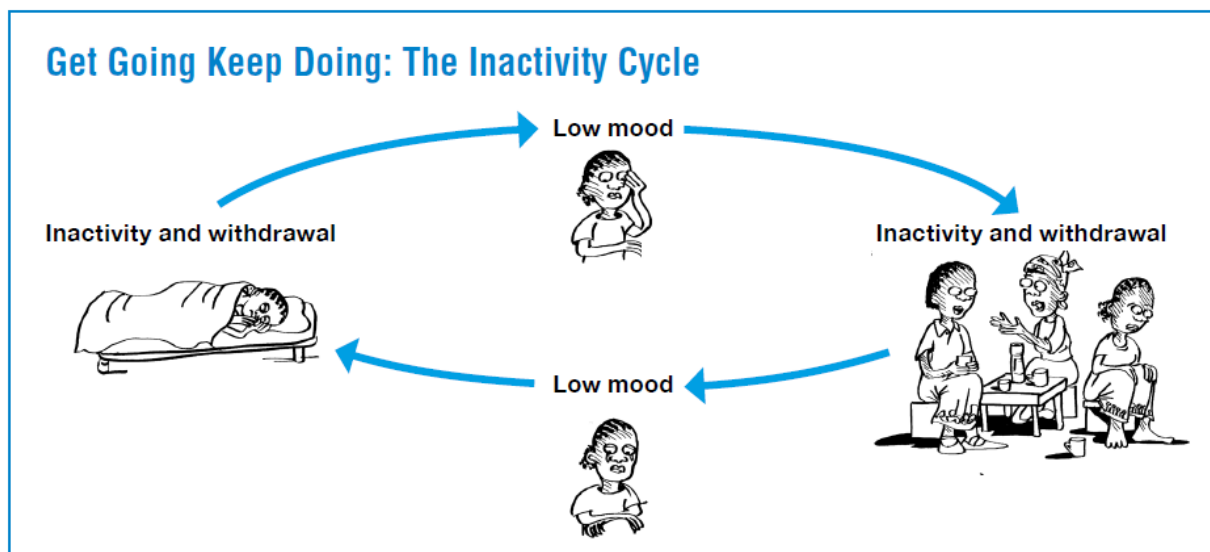 Get Going Keep Doing: The Inactivity Cycle
Low mood
Inactivity and withdrawal
Inactivity and withdrawal
Low mood